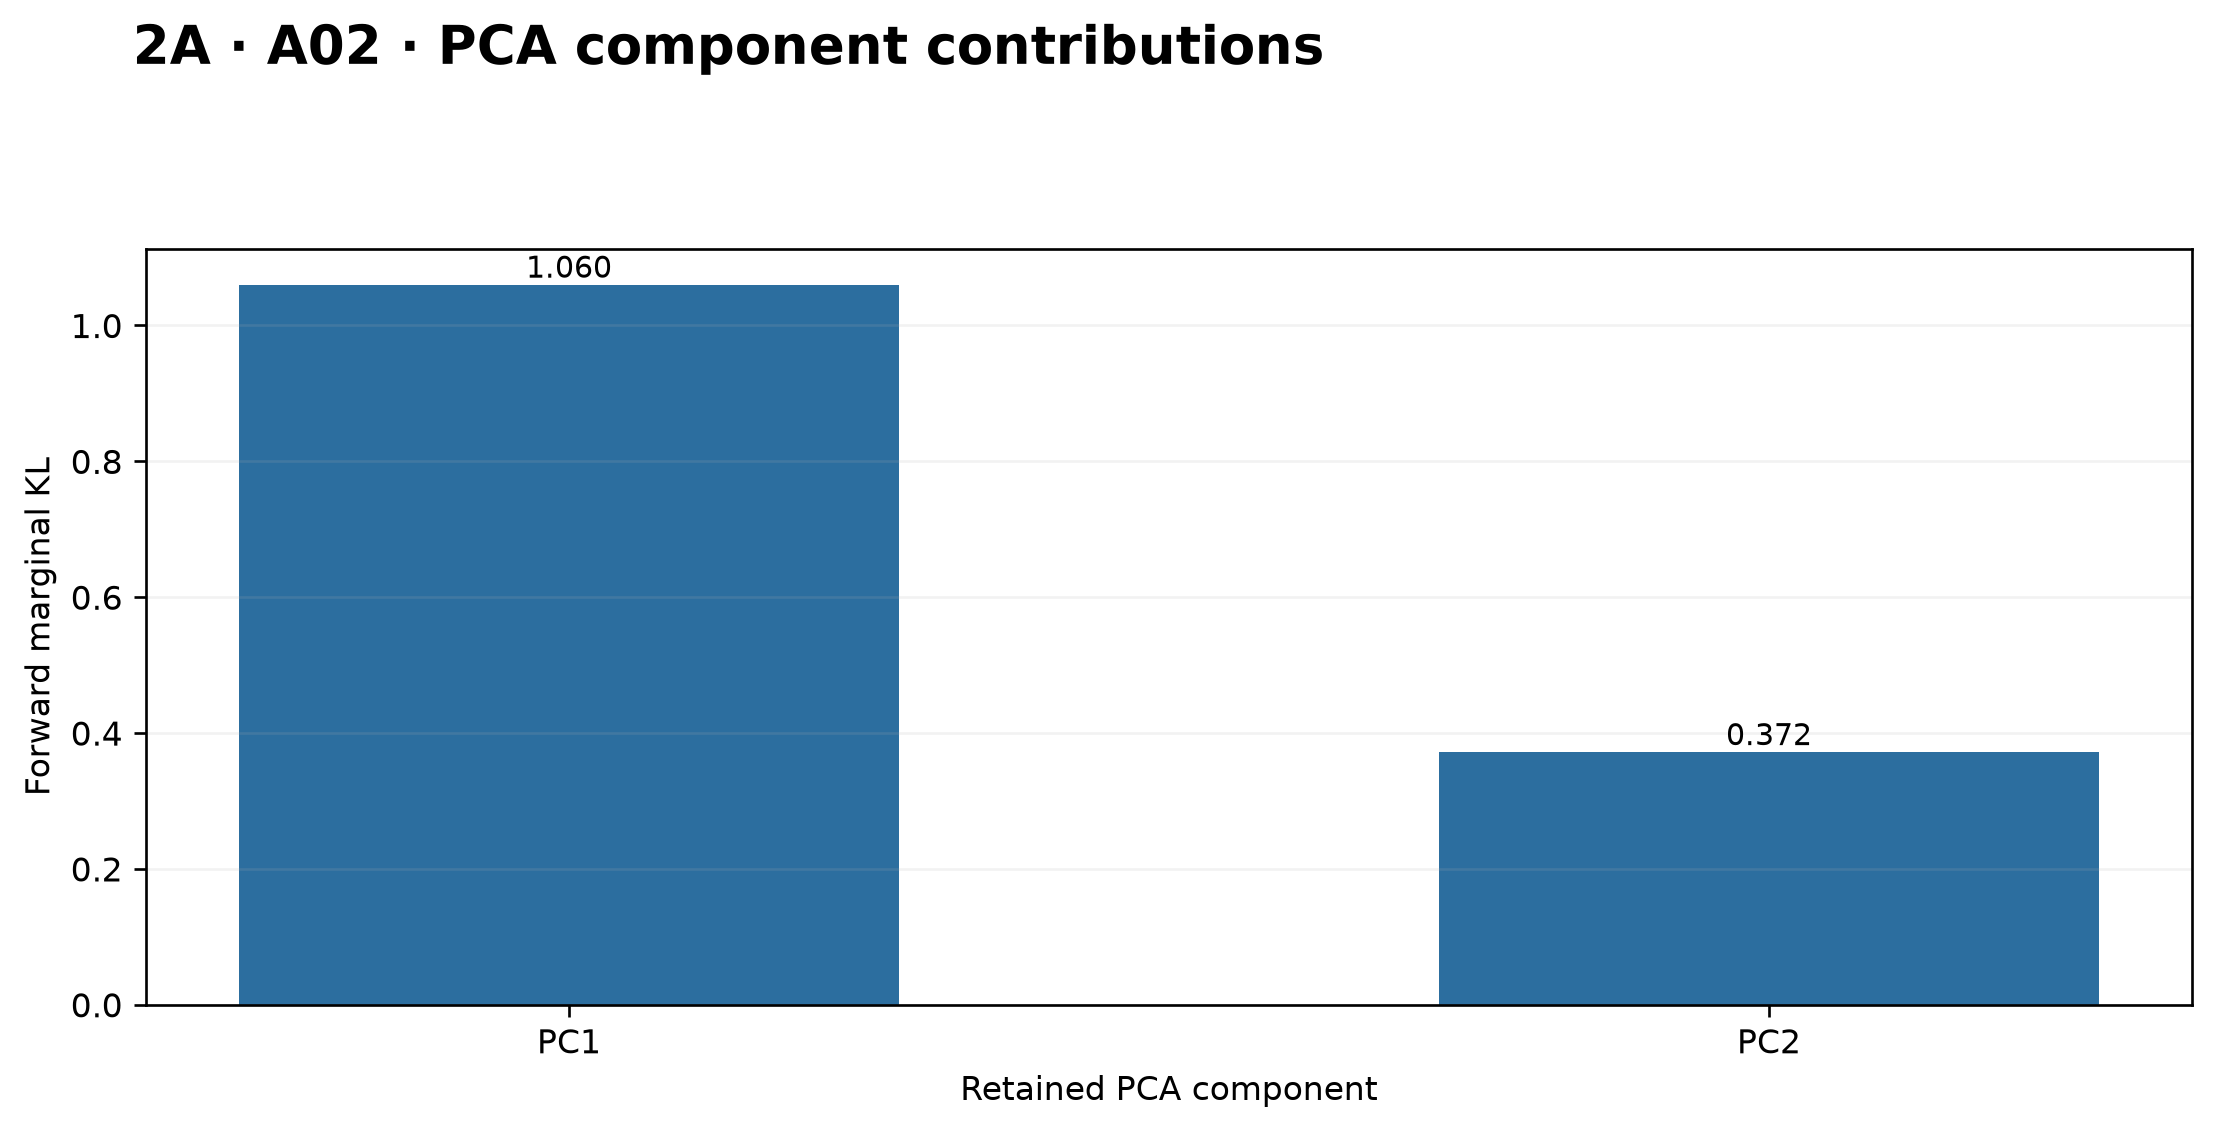 2A · A02 · PCA component contributions
1.060
1.0
0.8
0.6
0.4
0.2
0.0
Forward marginal KL
0.372
PC1
PC2
Retained PCA component